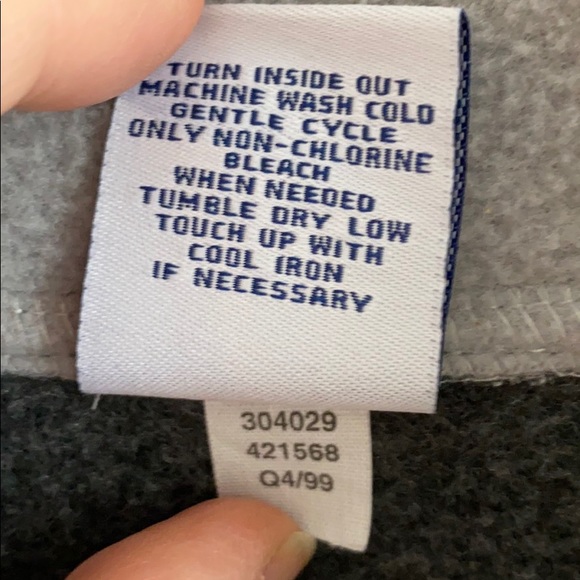 TURN INSIDE OUT
MACHINE WASH COLD
GENTLE CYCLE
ONLY NON-CHLORINE
BLEACH
WHEN NEEDED
TUMBLE DRY LOW
TOUCH UP WITH
COOL IRON
IF NECESSARY
304029
421568
Q4/99